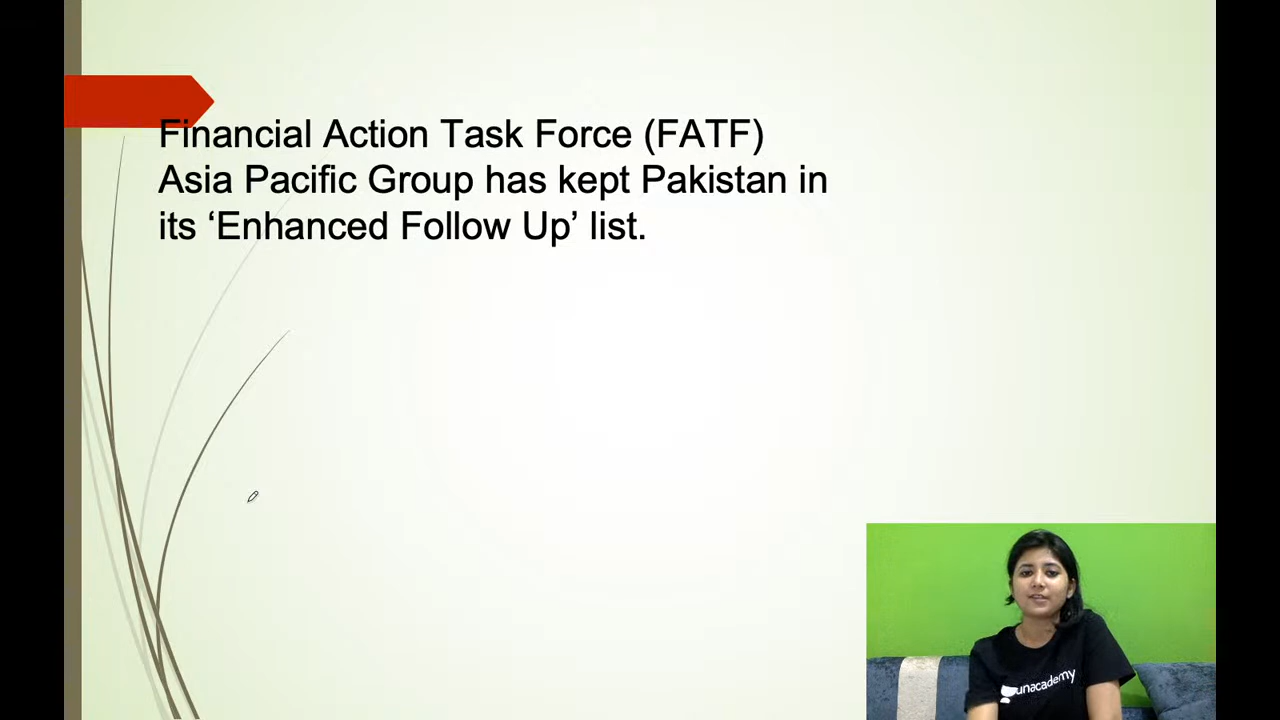 Financial Action Task Force (FATF)
Asia Pacific Group has kept Pakistan in
its ‘Enhanced Follow Up’ list.
unacademy